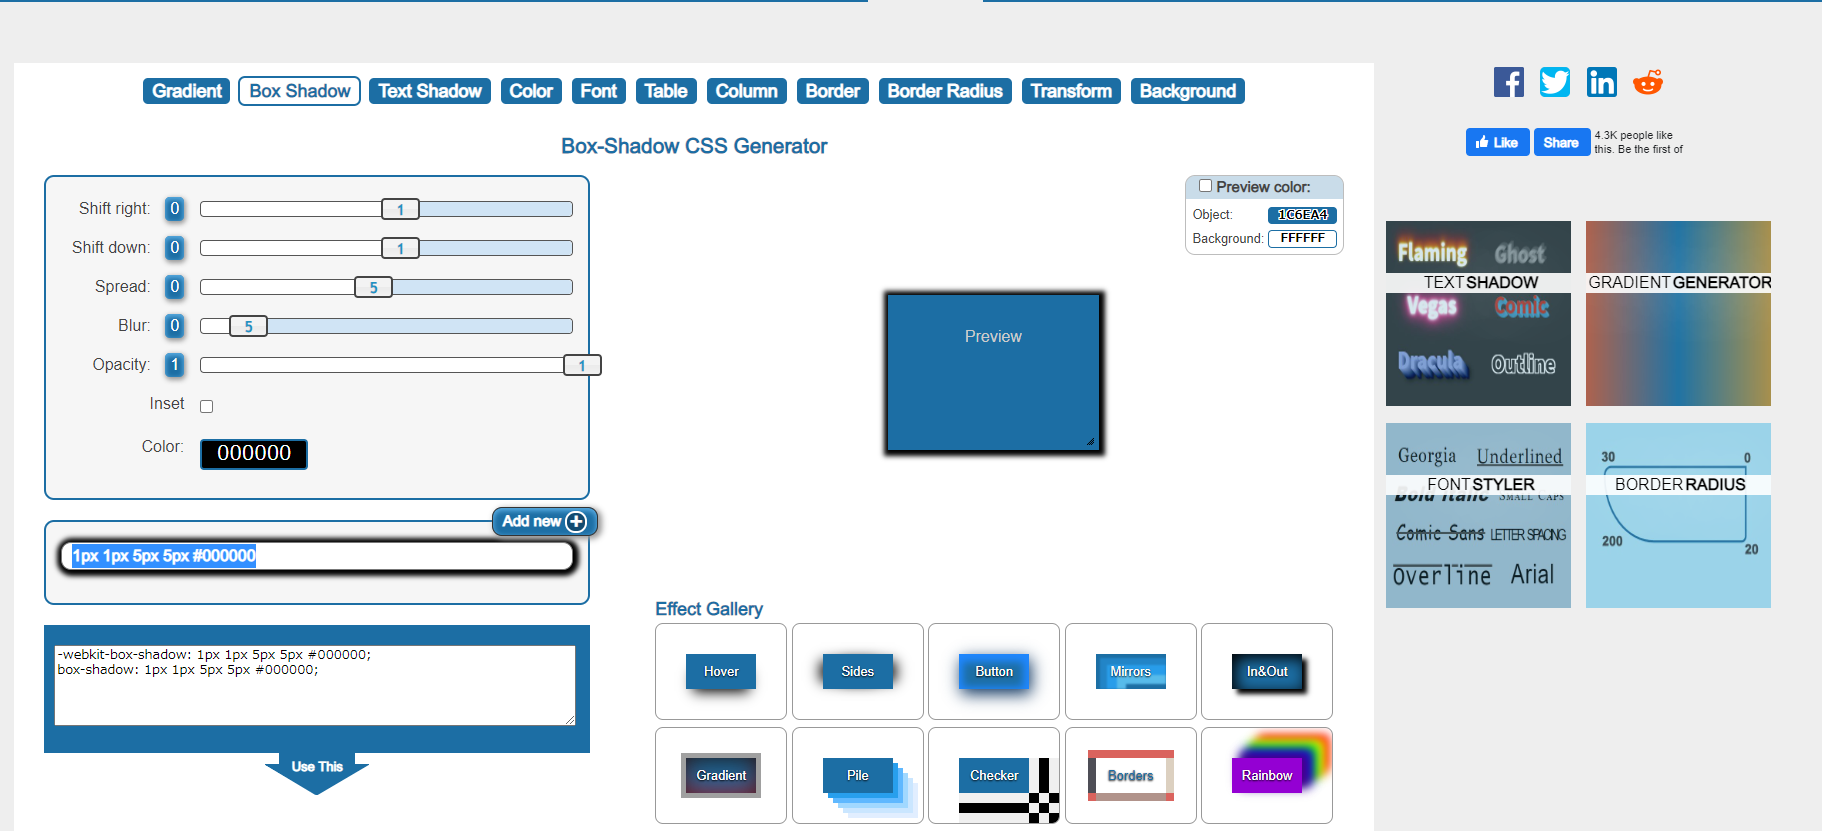 Gradient Box Shadow Text Shadow Color Font Table Column Border Border Radius Transform Background
Box-Shadow CSS Generator
Shift right: 0 1
Shift down: 0 1
Spread: 0 5
Blur: 0 5
Opacity: 1 1
Inset
Color: 000000
Add new
1px 1px 5px 5px #000000
-webkit-box-shadow: 1px 1px 5px 5px #000000;
box-shadow: 1px 1px 5px 5px #000000;
Use This
Preview color:
Object: 1C6EA4
Background: FFFFFF
Preview
Effect Gallery
Hover Sides Button Mirrors In&Out
Gradient Pile Checker Borders Rainbow
Like Share
4.3K people like
this. Be the first of
Flaming Ghost
TEXT SHADOW
Vegas Comic
Dracula Outline
GRADIENT GENERATOR
Georgia Underlined
FONT STYLER
Bold Italic SMALL CAPS
Comic Sans LETTER SPACING
Overline Arial
30 0
BORDER RADIUS
200 20